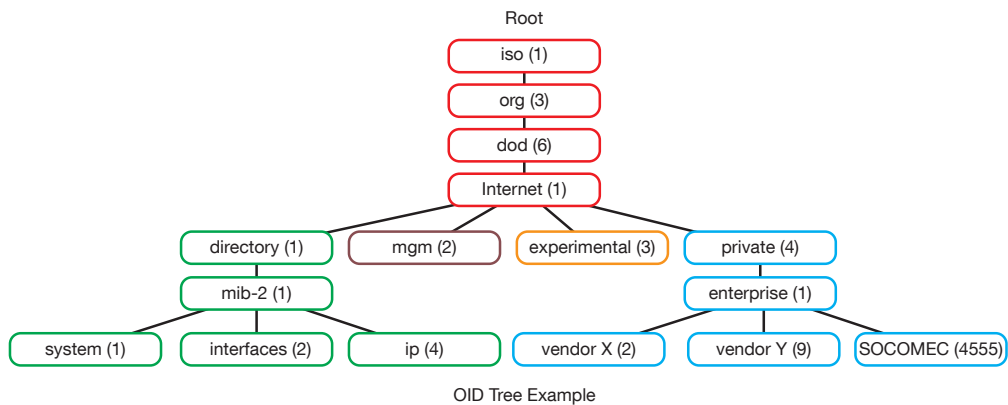 Root
iso (1)
org (3)
dod (6)
Internet (1)
directory (1)
mgm (2)
experimental (3)
private (4)
mib-2 (1)
enterprise (1)
system (1)
interfaces (2)
ip (4)
vendor X (2)
vendor Y (9)
SOCOMEC (4555)
OID Tree Example